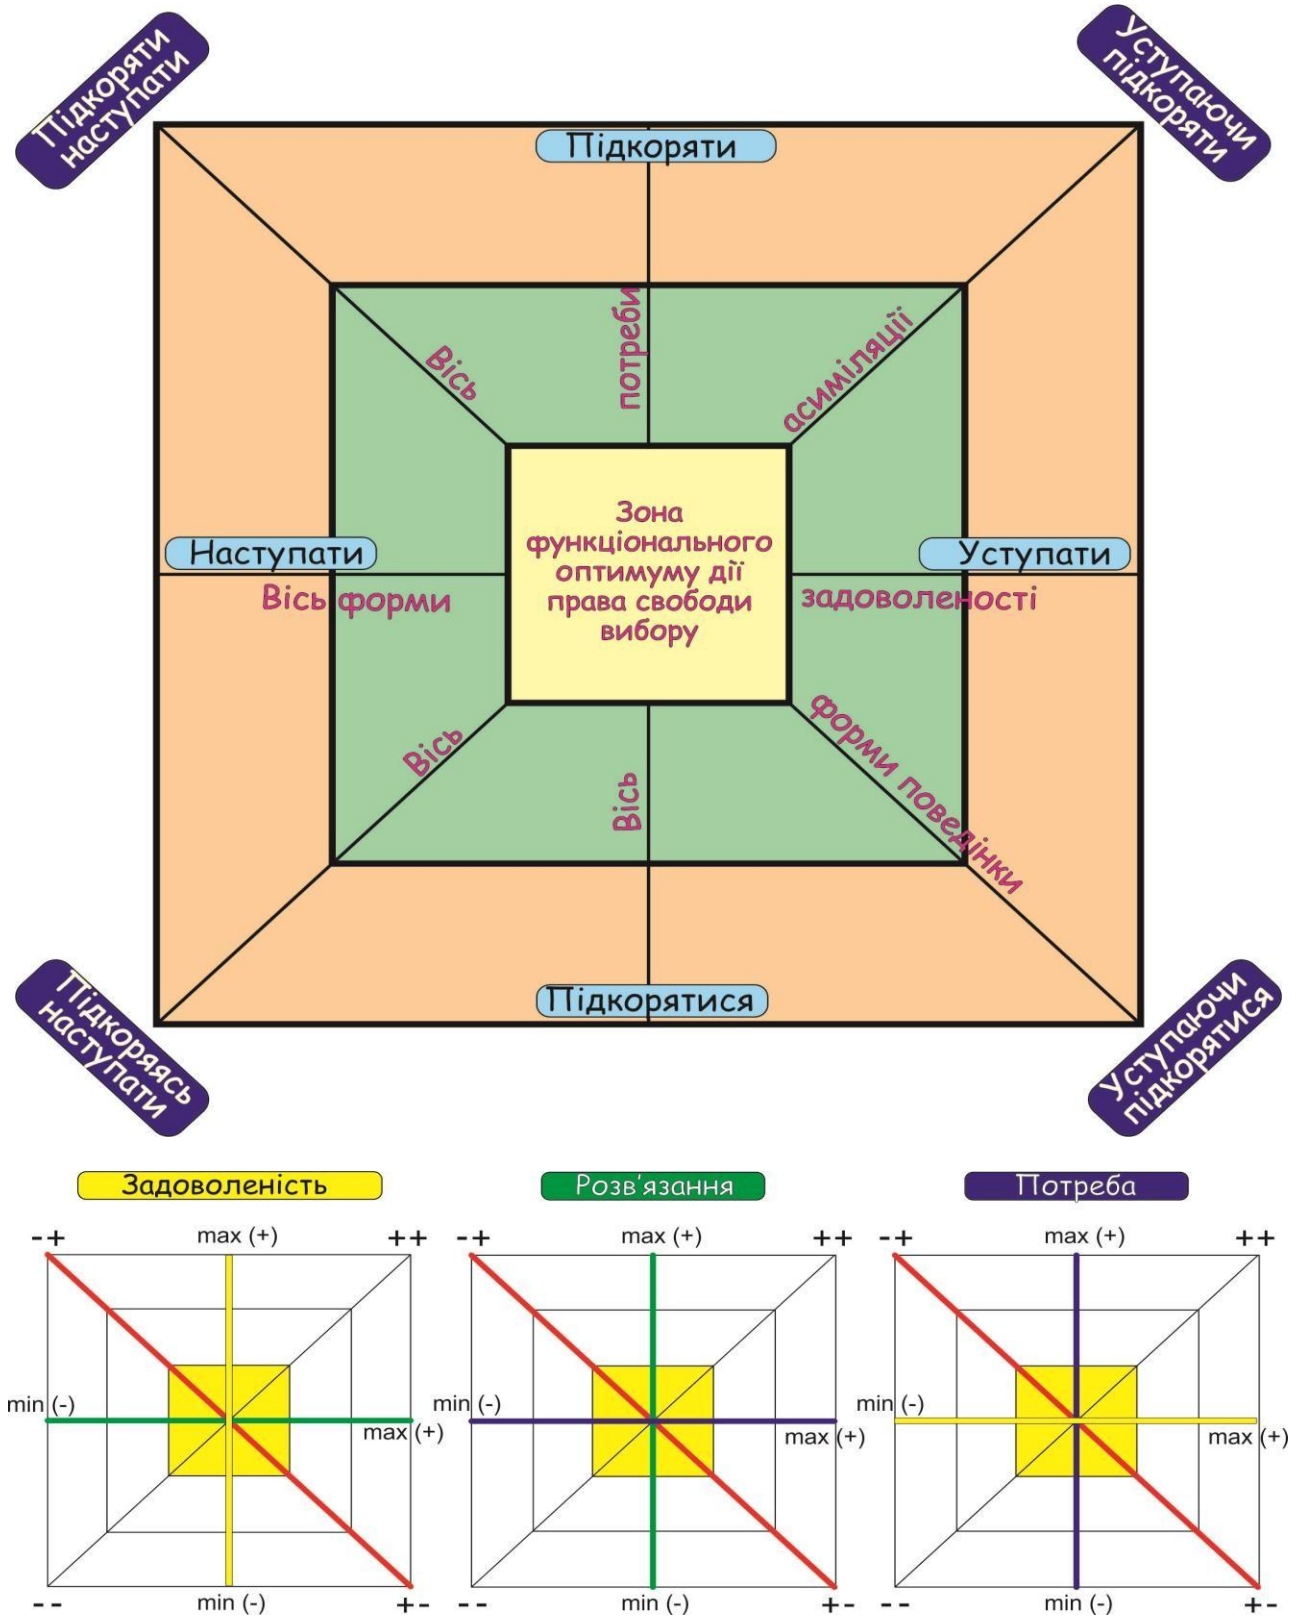 Підкоряти
наступати
Уступаючи
підкоряти
Підкоряти
потреби
асиміляції
Вісь
Зона
функціонального
оптимуму дії
права свободи
вибору
Наступати
Уступати
Вісь форми
задоволеності
форми поведінки
Вісь
Вісь
Підкорятися
Підкоряясь
наступати
Уступаючи
підкорятися
Задоволеність
Розв'язання
Потреба
-+
max (+)
++
-+
max (+)
++
-+
max (+)
++
min (-)
max (+)
min (-)
max (+)
min (-)
max (+)
--
min (-)
+-
--
min (-)
+-
--
min (-)
+-